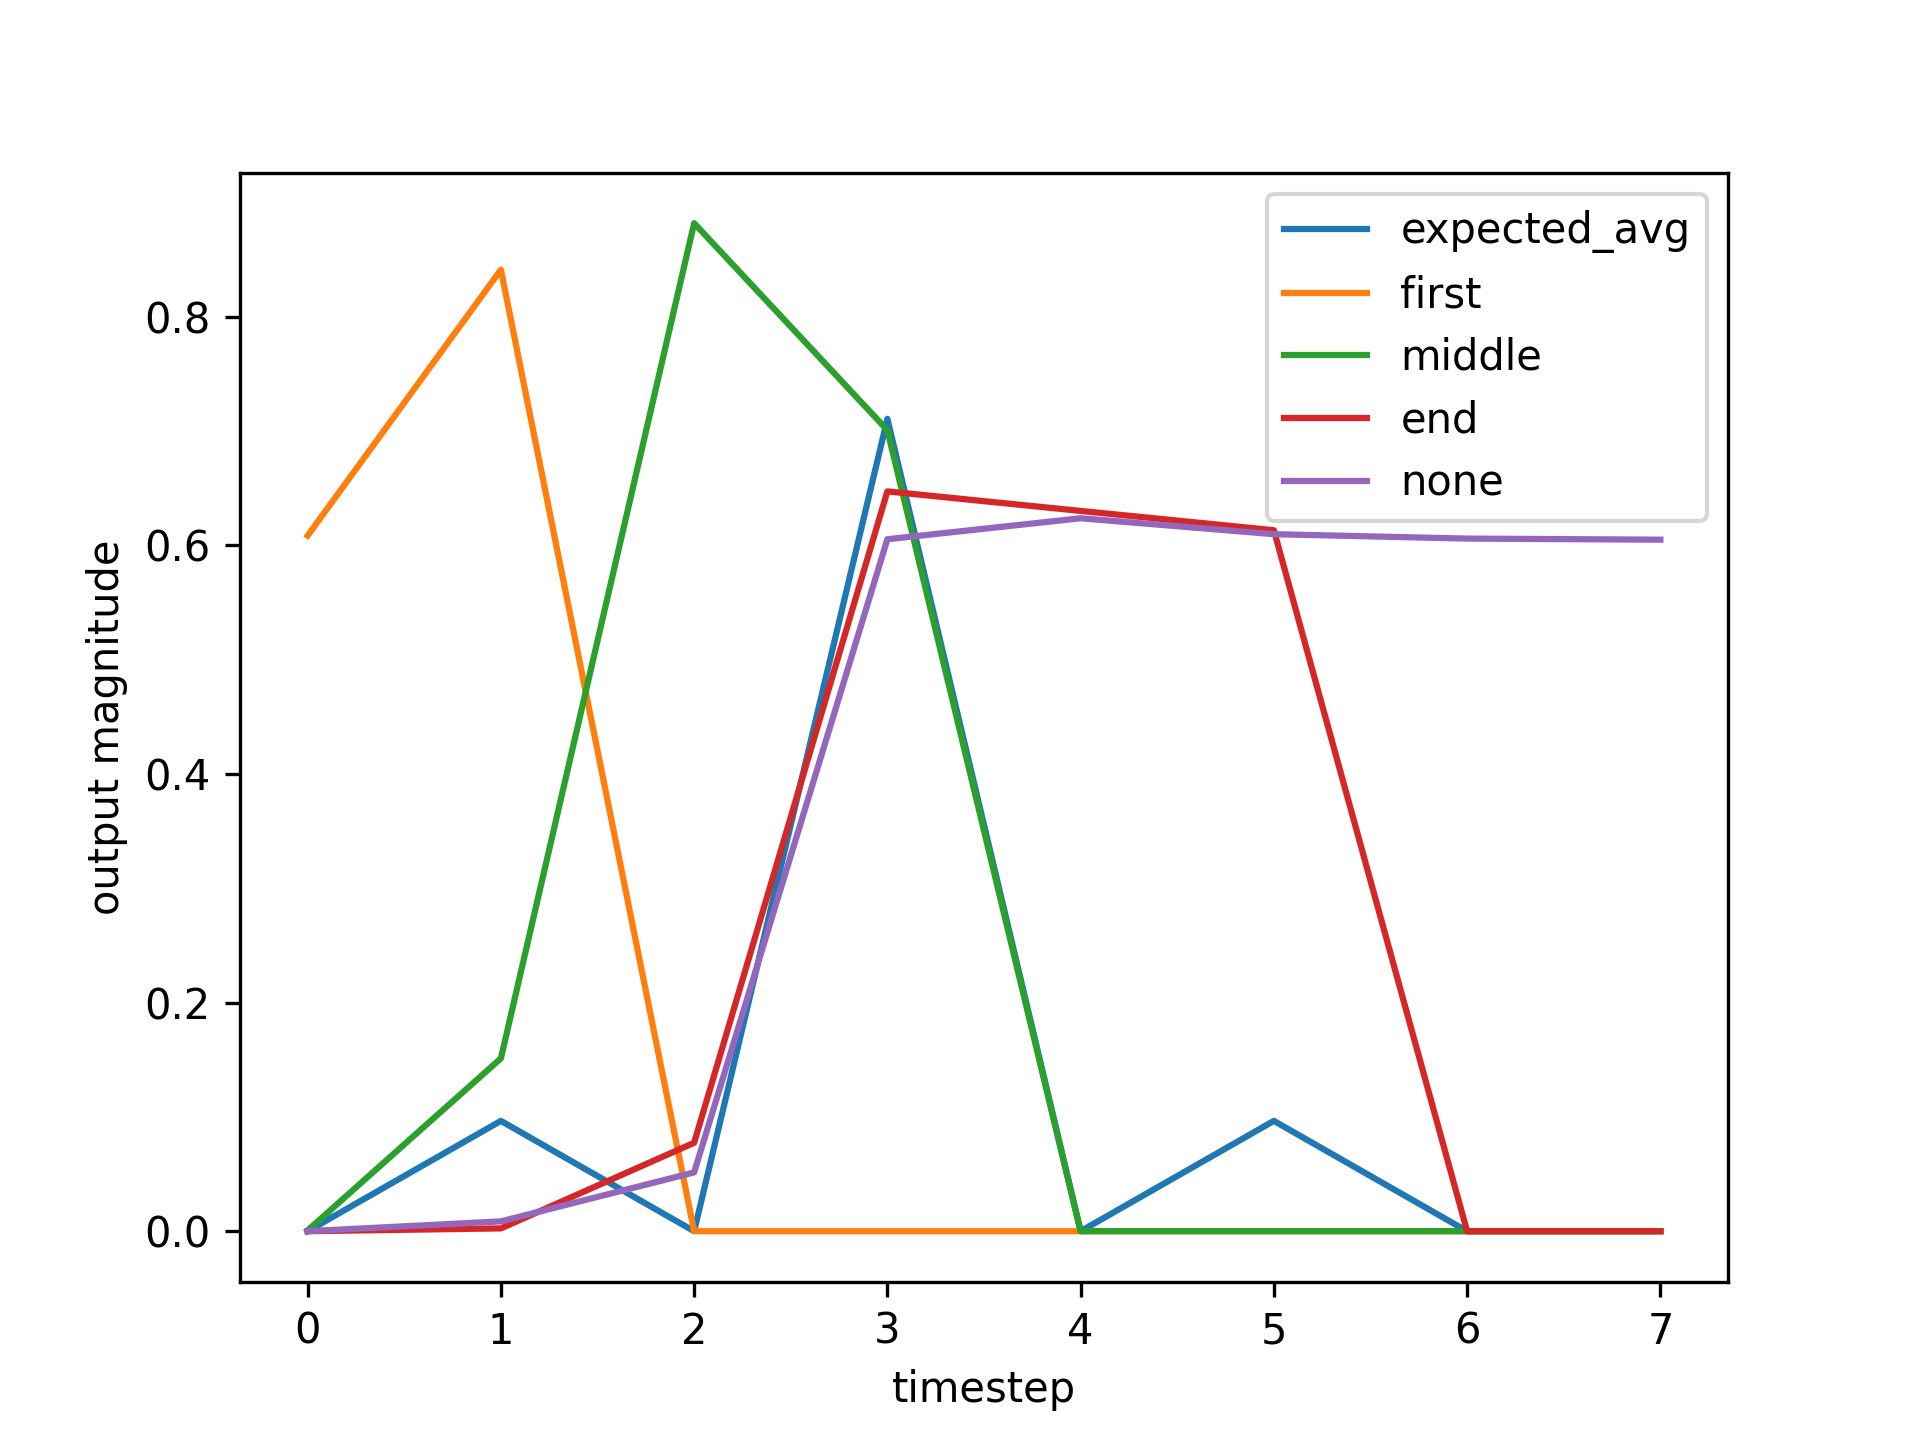 expected_avg
first
middle
end
none
output magnitude
0.8
0.6
0.4
0.2
0.0
0 1 2 3 4 5 6 7
timestep